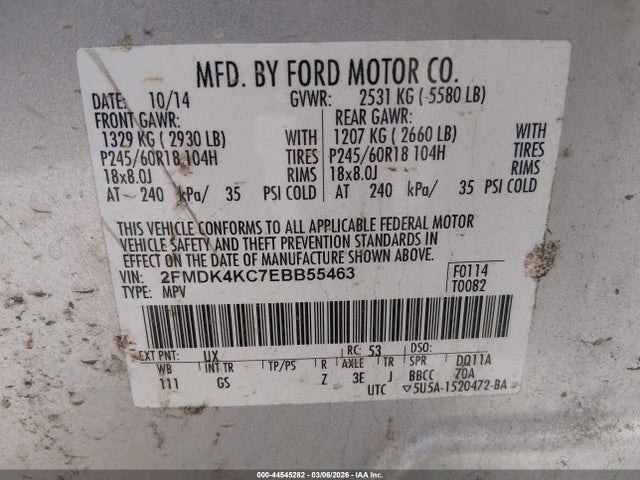 MFD. BY FORD MOTOR CO.
DATE: 10/14 GVWR: 2531 KG ( 5580 LB)
FRONT GAWR: REAR GAWR:
1329 KG ( 2930 LB) WITH 1207 KG ( 2660 LB) WITH
P245/60R18 104H TIRES P245/60R18 104H TIRES
18x8.0J RIMS 18x8.0J RIMS
AT 240 kPa/ 35 PSI COLD AT 240 kPa/ 35 PSI COLD
THIS VEHICLE CONFORMS TO ALL APPLICABLE FEDERAL MOTOR
VEHICLE SAFETY AND THEFT PREVENTION STANDARDS IN
EFFECT ON THE DATE OF MANUFACTURE SHOWN ABOVE.
VIN: 2FMDK4KC7EBB55463 F0114
TYPE: MPV T0082
EXT PNT: UX RC: 53 DSO:
WB INT TR TP/PS R AXLE TR SPR DQ11A
111 GS Z 3E J BBCC 70A
UTC ▽5U5A-1520472-BA
000-44545282 - 03/06/2026 - IAA Inc.